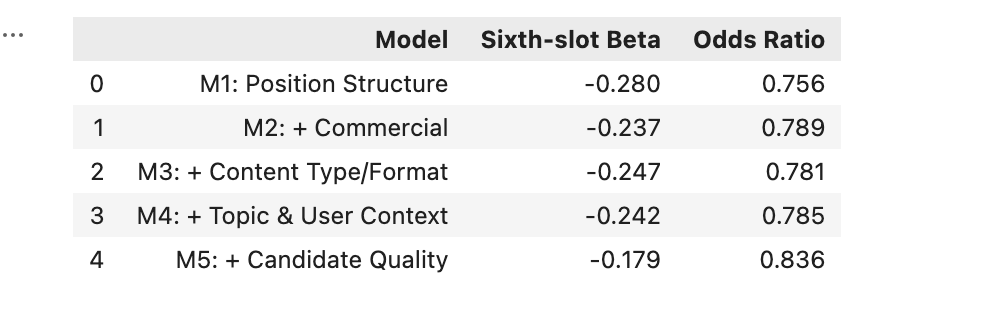 Model Sixth-slot Beta Odds Ratio
0 M1: Position Structure -0.280 0.756
1 M2: + Commercial -0.237 0.789
2 M3: + Content Type/Format -0.247 0.781
3 M4: + Topic & User Context -0.242 0.785
4 M5: + Candidate Quality -0.179 0.836